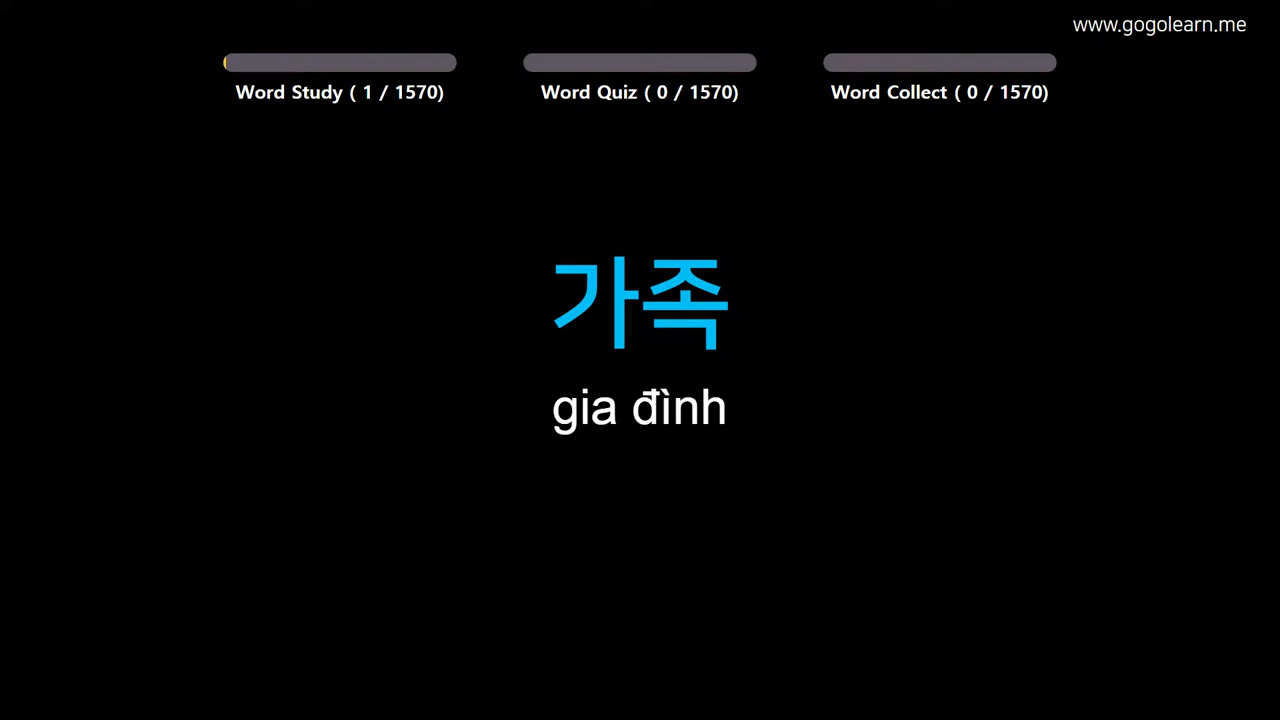 www.gogolearn.me
Word Study ( 1 / 1570)
Word Quiz ( 0 / 1570)
Word Collect ( 0 / 1570)
가족
gia đình